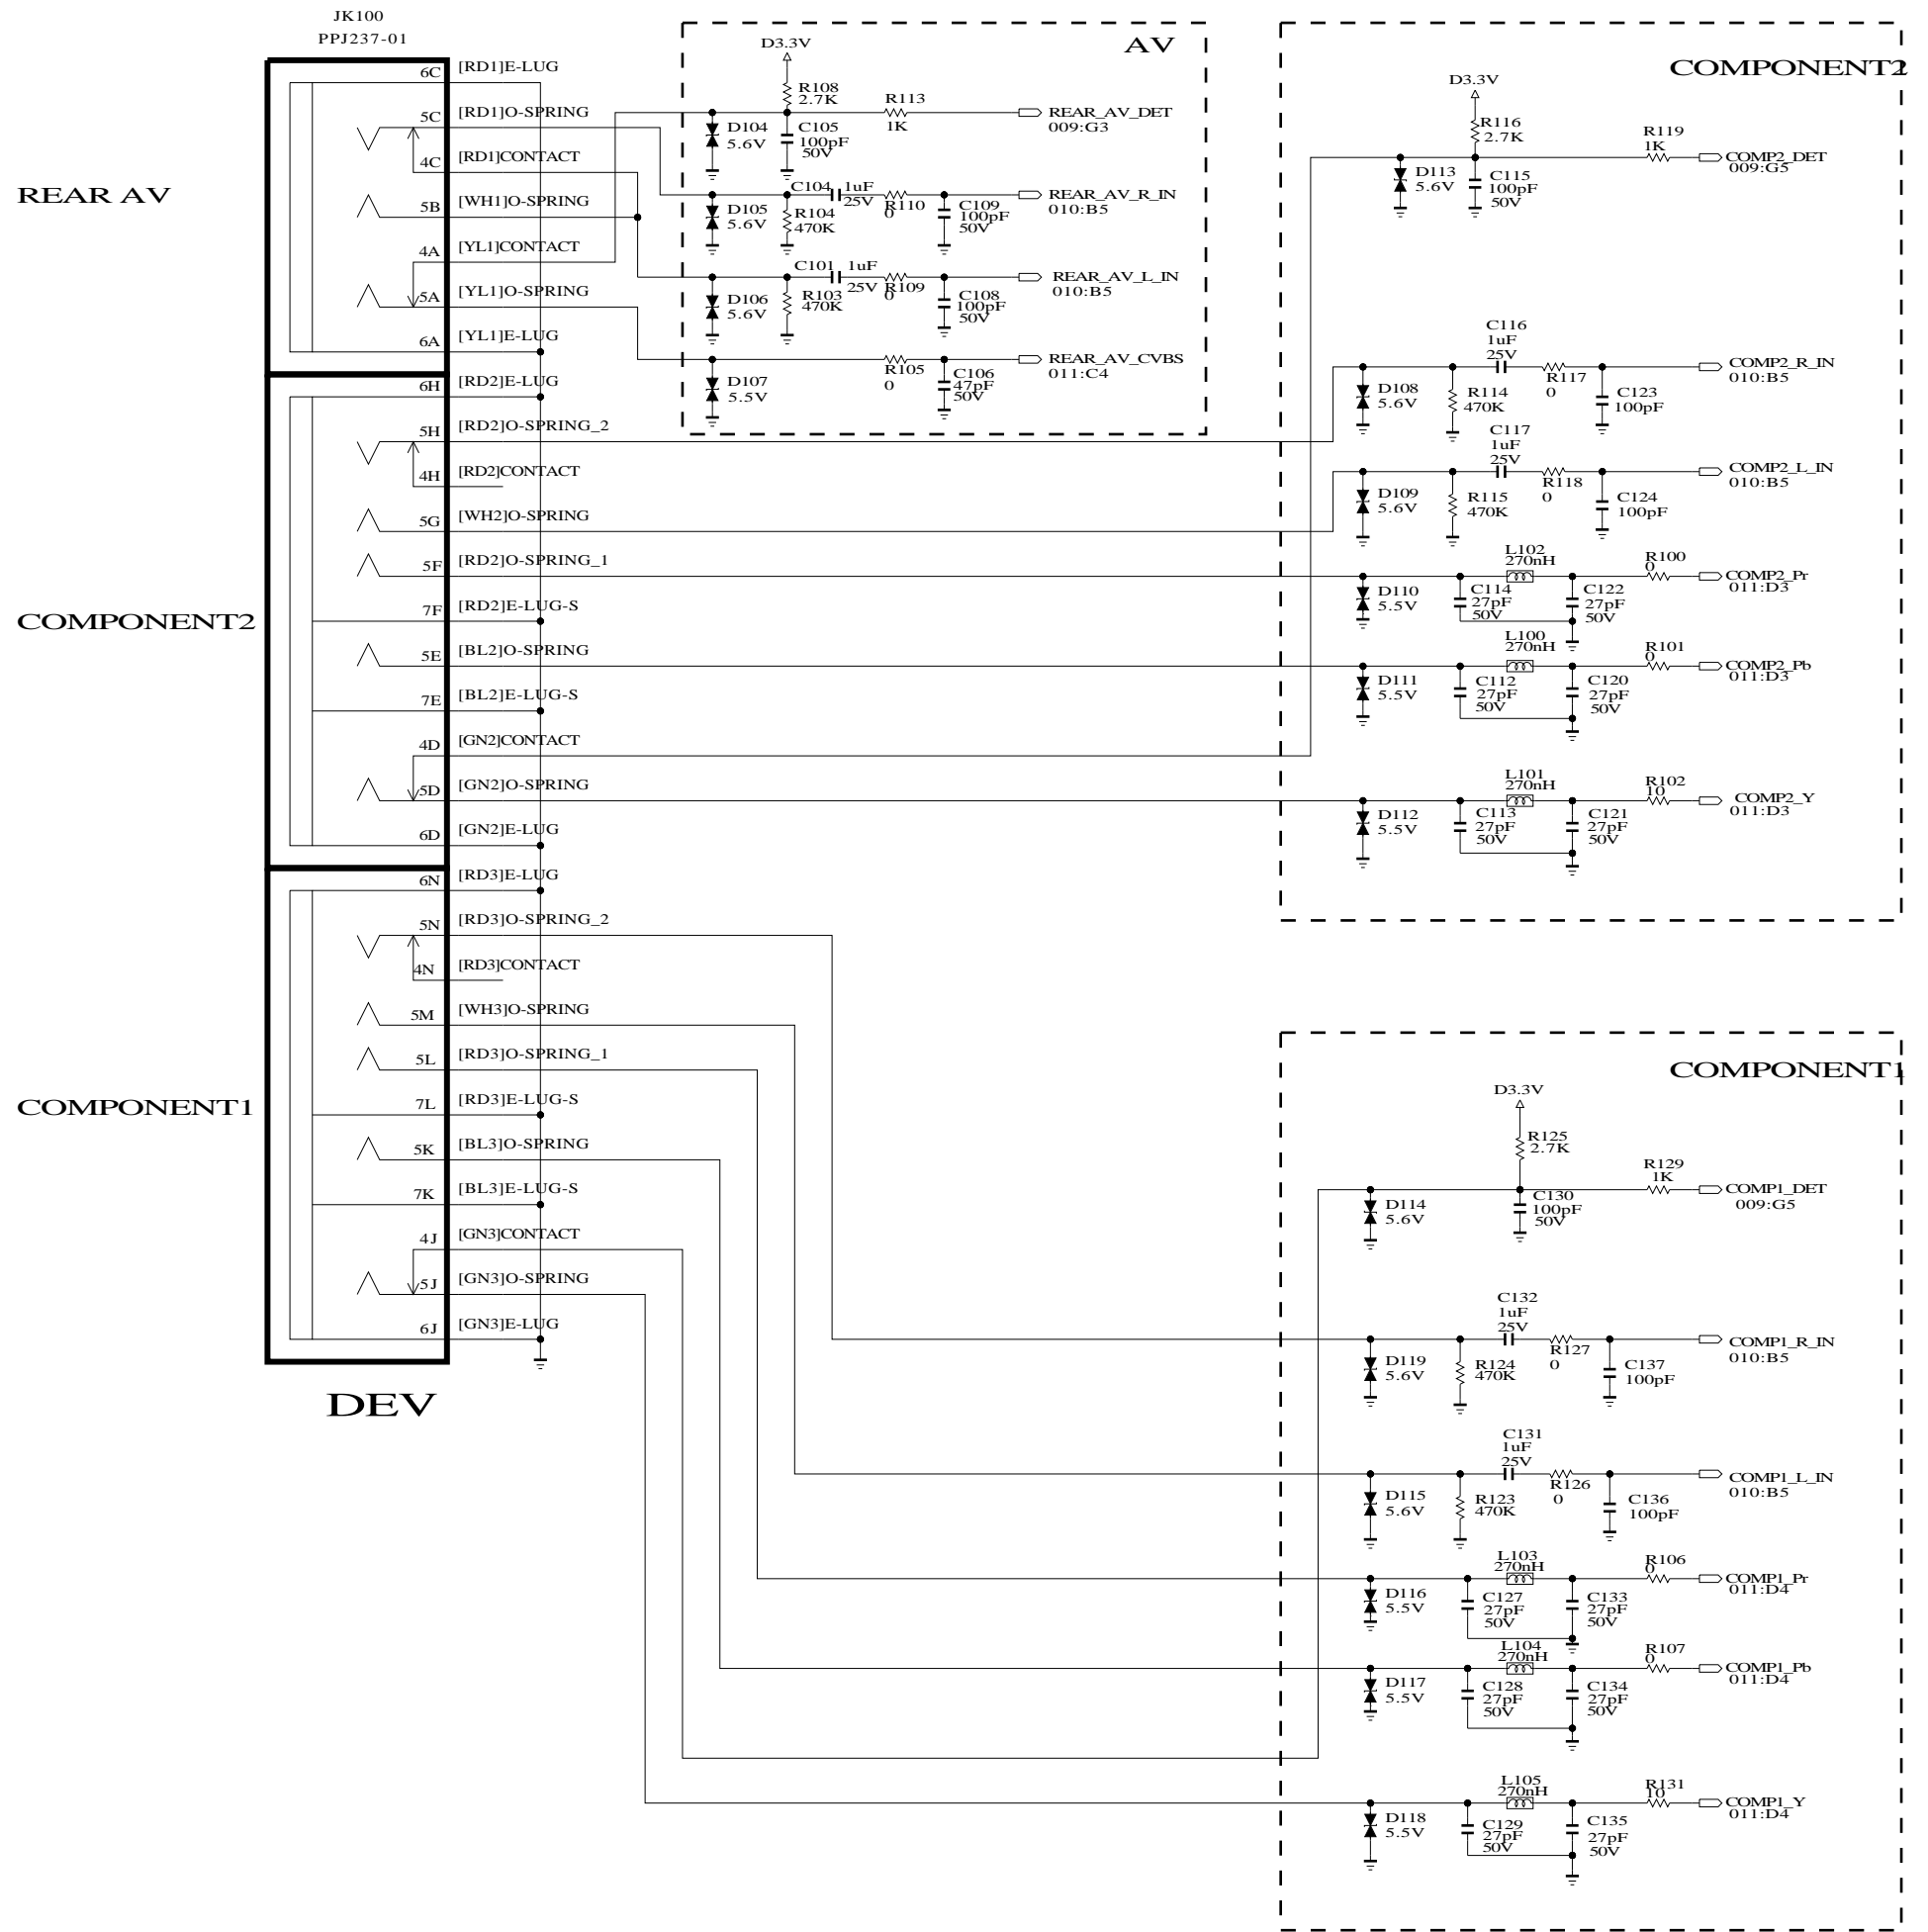 JK100
PPJ237-01
REAR AV
COMPONENT2
COMPONENT1
DEV
6C [RD1]E-LUG
5C [RD1]O-SPRING
4C [RD1]CONTACT
5B [WH1]O-SPRING
4A [YL1]CONTACT
5A [YL1]O-SPRING
6A [YL1]E-LUG
6H [RD2]E-LUG
5H [RD2]O-SPRING_2
4H [RD2]CONTACT
5G [WH2]O-SPRING
5F [RD2]O-SPRING_1
7F [RD2]E-LUG-S
5E [BL2]O-SPRING
7E [BL2]E-LUG-S
4D [GN2]CONTACT
5D [GN2]O-SPRING
6D [GN2]E-LUG
6N [RD3]E-LUG
5N [RD3]O-SPRING_2
4N [RD3]CONTACT
5M [WH3]O-SPRING
5L [RD3]O-SPRING_1
7L [RD3]E-LUG-S
5K [BL3]O-SPRING
7K [BL3]E-LUG-S
4J [GN3]CONTACT
5J [GN3]O-SPRING
6J [GN3]E-LUG
AV
D3.3V
R108
2.7K
R113
1K
REAR_AV_DET
009:G3
D104
5.6V
C105
100pF
50V
C104 1uF
25V
R110
0
REAR_AV_R_IN
010:B5
D105
5.6V
R104
470K
C109
100pF
50V
C101 1uF
25V
R109
0
REAR_AV_L_IN
010:B5
D106
5.6V
R103
470K
C108
100pF
50V
REAR_AV_CVBS
011:C4
R105
0
D107
5.5V
C106
47pF
50V
COMPONENT2
D3.3V
R116
2.7K
R119
1K
COMP2_DET
009:G5
D113
5.6V
C115
100pF
50V
C116
1uF
25V
R117
0
COMP2_R_IN
010:B5
D108
5.6V
R114
470K
C123
100pF
C117
1uF
25V
R118
0
COMP2_L_IN
010:B5
D109
5.6V
R115
470K
C124
100pF
L102
270nH
R100
0
COMP2_Pr
011:D3
D110
5.5V
C114
27pF
50V
C122
27pF
50V
L100
270nH
R101
0
COMP2_Pb
011:D3
D111
5.5V
C112
27pF
50V
C120
27pF
50V
L101
270nH
R102
10
COMP2_Y
011:D3
D112
5.5V
C113
27pF
50V
C121
27pF
50V
COMPONENT1
D3.3V
R125
2.7K
R129
1K
COMP1_DET
009:G5
D114
5.6V
C130
100pF
50V
C132
1uF
25V
R127
0
COMP1_R_IN
010:B5
D119
5.6V
R124
470K
C137
100pF
C131
1uF
25V
R126
0
COMP1_L_IN
010:B5
D115
5.6V
R123
470K
C136
100pF
L103
270nH
R106
0
COMP1_Pr
011:D4
D116
5.5V
C127
27pF
50V
C133
27pF
50V
L104
270nH
R107
0
COMP1_Pb
011:D4
D117
5.5V
C128
27pF
50V
C134
27pF
50V
L105
270nH
R131
10
COMP1_Y
011:D4
D118
5.5V
C129
27pF
50V
C135
27pF
50V